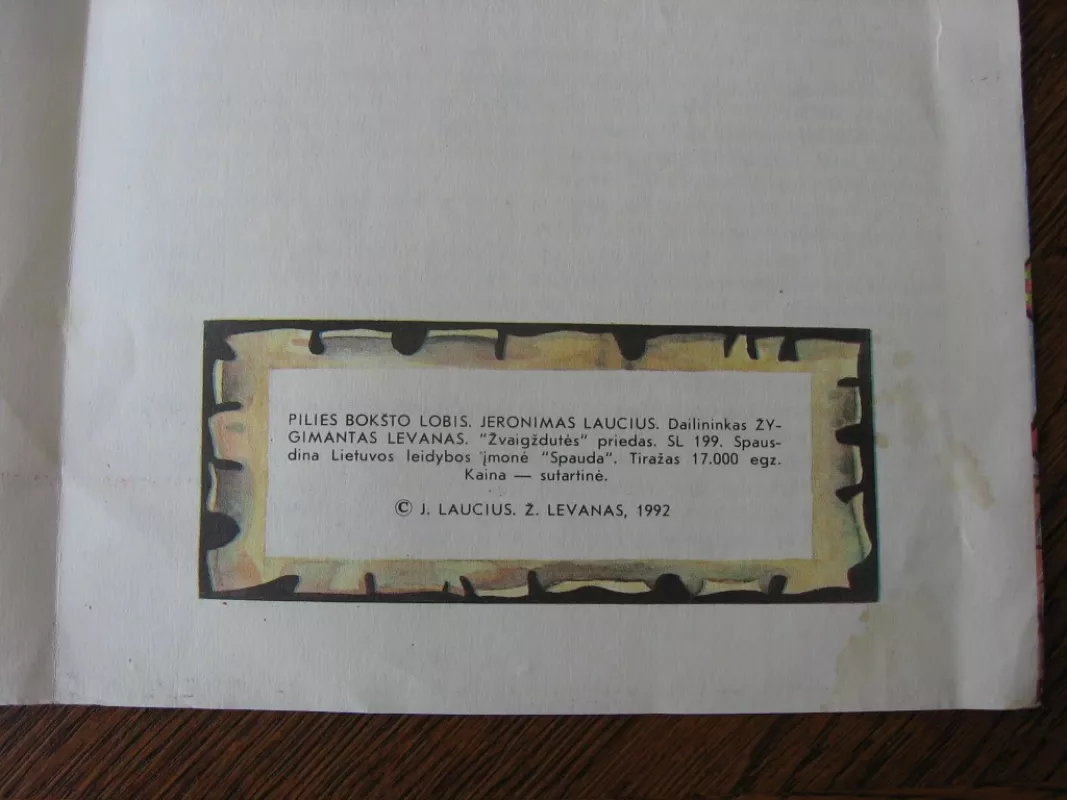 PILIES BOKŠTO LOBIS. JERONIMAS LAUCIUS. Dailininkas ŽY-
GIMANTAS LEVANAS. "Žvaigždutės" priedas. SL 199. Spaus-
dina Lietuvos leidybos įmonė "Spauda". Tiražas 17.000 egz.
Kaina — sutartinė.
© J. LAUCIUS. Ž. LEVANAS, 1992